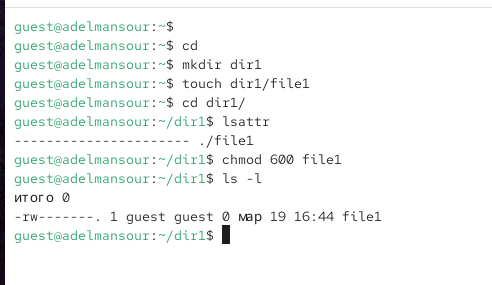 guest@adelmansour:~$
guest@adelmansour:~$ cd
guest@adelmansour:~$ mkdir dir1
guest@adelmansour:~$ touch dir1/file1
guest@adelmansour:~$ cd dir1/
guest@adelmansour:~/dir1$ lsattr
---------------------- ./file1
guest@adelmansour:~/dir1$ chmod 600 file1
guest@adelmansour:~/dir1$ ls -l
итого 0
-rw-------. 1 guest guest 0 мар 19 16:44 file1
guest@adelmansour:~/dir1$